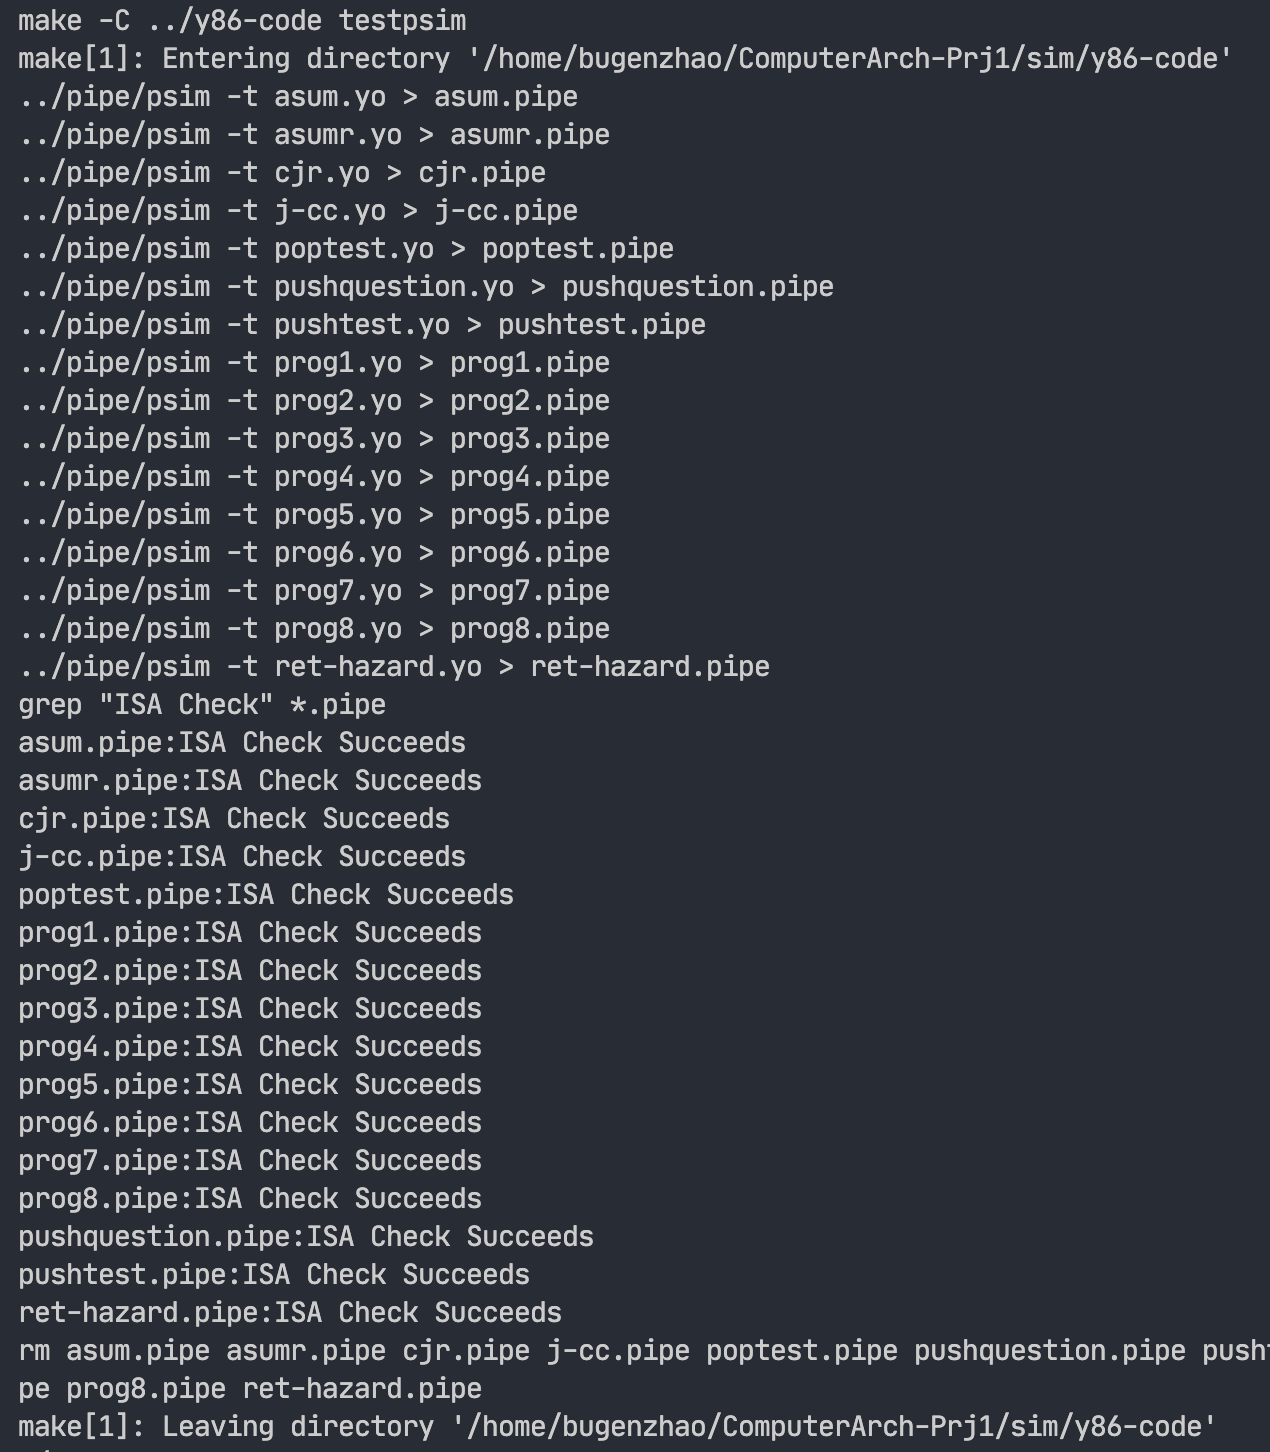 make -C ../y86-code testpsim
make[1]: Entering directory '/home/bugenzhao/ComputerArch-Prj1/sim/y86-code'
../pipe/psim -t asum.yo > asum.pipe
../pipe/psim -t asumr.yo > asumr.pipe
../pipe/psim -t cjr.yo > cjr.pipe
../pipe/psim -t j-cc.yo > j-cc.pipe
../pipe/psim -t poptest.yo > poptest.pipe
../pipe/psim -t pushquestion.yo > pushquestion.pipe
../pipe/psim -t pushtest.yo > pushtest.pipe
../pipe/psim -t prog1.yo > prog1.pipe
../pipe/psim -t prog2.yo > prog2.pipe
../pipe/psim -t prog3.yo > prog3.pipe
../pipe/psim -t prog4.yo > prog4.pipe
../pipe/psim -t prog5.yo > prog5.pipe
../pipe/psim -t prog6.yo > prog6.pipe
../pipe/psim -t prog7.yo > prog7.pipe
../pipe/psim -t prog8.yo > prog8.pipe
../pipe/psim -t ret-hazard.yo > ret-hazard.pipe
grep "ISA Check" *.pipe
asum.pipe:ISA Check Succeeds
asumr.pipe:ISA Check Succeeds
cjr.pipe:ISA Check Succeeds
j-cc.pipe:ISA Check Succeeds
poptest.pipe:ISA Check Succeeds
prog1.pipe:ISA Check Succeeds
prog2.pipe:ISA Check Succeeds
prog3.pipe:ISA Check Succeeds
prog4.pipe:ISA Check Succeeds
prog5.pipe:ISA Check Succeeds
prog6.pipe:ISA Check Succeeds
prog7.pipe:ISA Check Succeeds
prog8.pipe:ISA Check Succeeds
pushquestion.pipe:ISA Check Succeeds
pushtest.pipe:ISA Check Succeeds
ret-hazard.pipe:ISA Check Succeeds
rm asum.pipe asumr.pipe cjr.pipe j-cc.pipe poptest.pipe pushquestion.pipe pusht
pe prog8.pipe ret-hazard.pipe
make[1]: Leaving directory '/home/bugenzhao/ComputerArch-Prj1/sim/y86-code'